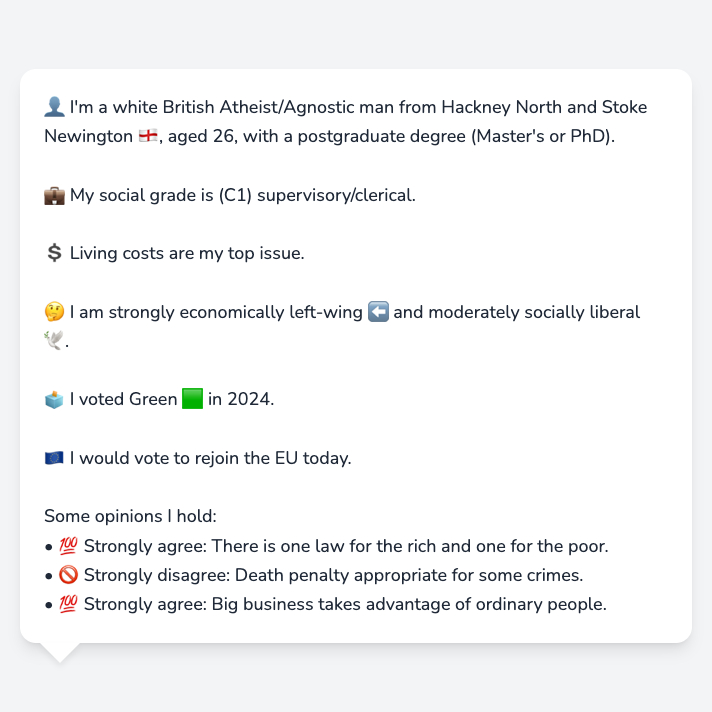 👤 I'm a white British Atheist/Agnostic man from Hackney North and Stoke
Newington 🏴󠁧󠁢󠁥󠁮󠁧󠁿, aged 26, with a postgraduate degree (Master's or PhD).
💼 My social grade is (C1) supervisory/clerical.
💲 Living costs are my top issue.
🤔 I am strongly economically left-wing ⬅️ and moderately socially liberal
🕊️.
🗳️ I voted Green 🟩 in 2024.
🇪🇺 I would vote to rejoin the EU today.
Some opinions I hold:
• 💯 Strongly agree: There is one law for the rich and one for the poor.
• 🚫 Strongly disagree: Death penalty appropriate for some crimes.
• 💯 Strongly agree: Big business takes advantage of ordinary people.